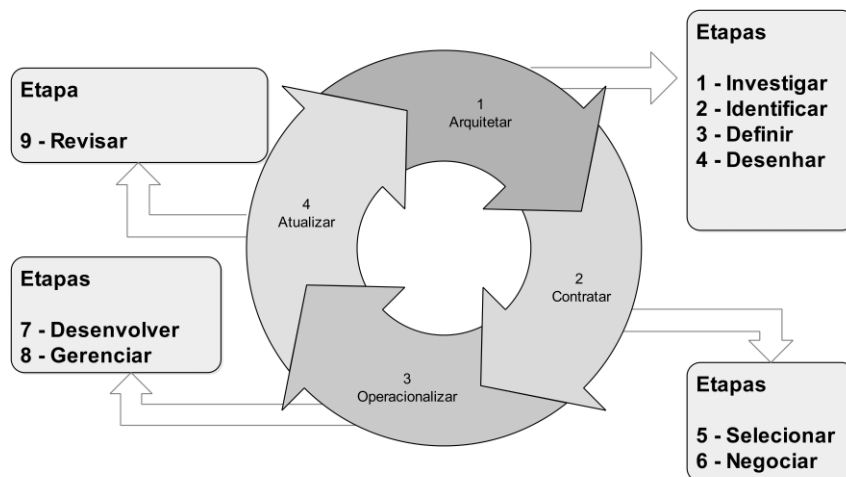 1
Arquitetar
2
Contratar
3
Operacionalizar
4
Atualizar
Etapas
1 - Investigar
2 - Identificar
3 - Definir
4 - Desenhar
Etapas
5 - Selecionar
6 - Negociar
Etapas
7 - Desenvolver
8 - Gerenciar
Etapa
9 - Revisar